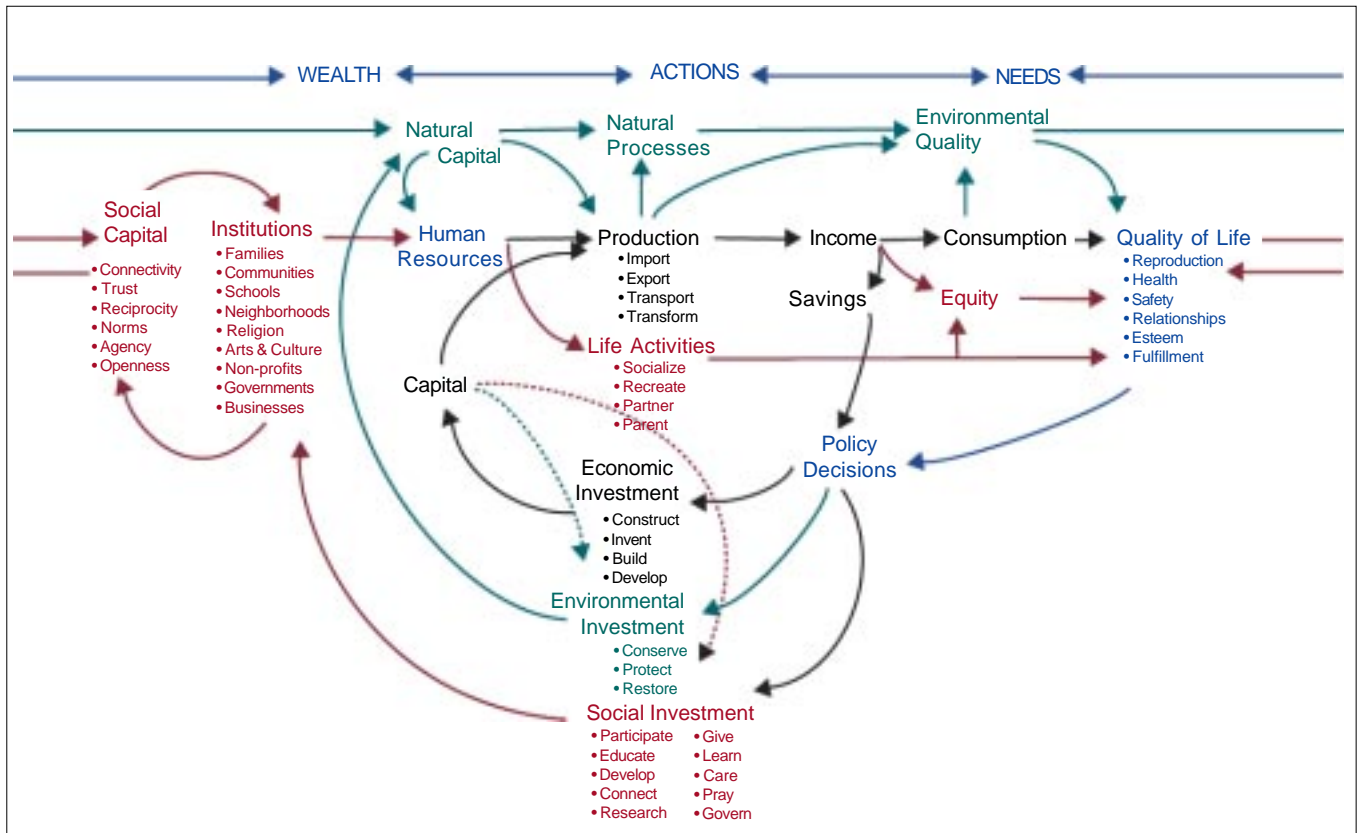 WEALTH
ACTIONS
NEEDS
Natural
Capital
Natural
Processes
Environmental
Quality
Social
Capital
• Connectivity
• Trust
• Reciprocity
• Norms
• Agency
• Openness
Institutions
• Families
• Communities
• Schools
• Neighborhoods
• Religion
• Arts & Culture
• Non-profits
• Governments
• Businesses
Human
Resources
Production
• Import
• Export
• Transport
• Transform
Income
Consumption
Quality of Life
• Reproduction
• Health
• Safety
• Relationships
• Esteem
• Fulfillment
Savings
Equity
Life Activities
• Socialize
• Recreate
• Partner
• Parent
Capital
Policy
Decisions
Economic
Investment
• Construct
• Invent
• Build
• Develop
Environmental
Investment
• Conserve
• Protect
• Restore
Social Investment
• Participate
• Educate
• Develop
• Connect
• Research
• Give
• Learn
• Care
• Pray
• Govern